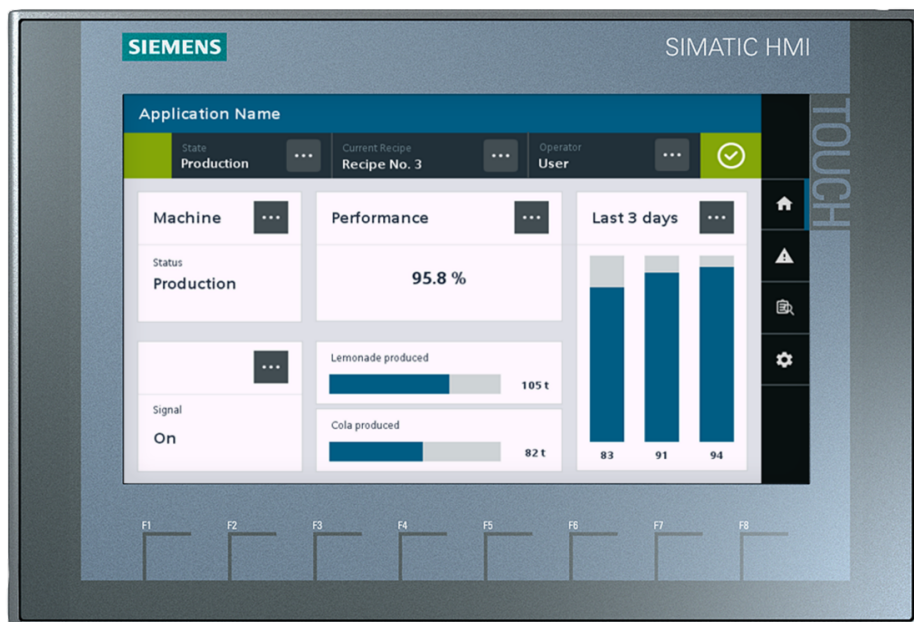 SIEMENS
SIMATIC HMI
TOUCH
Application Name
State
Production
...
Current Recipe
Recipe No. 3
...
Operator
User
...
Machine
...
Status
Production
Performance
...
95.8 %
Last 3 days
...
83 91 94
...
Signal
On
Lemonade produced
105 t
Cola produced
82 t
F1 F2 F3 F4 F5 F6 F7 F8